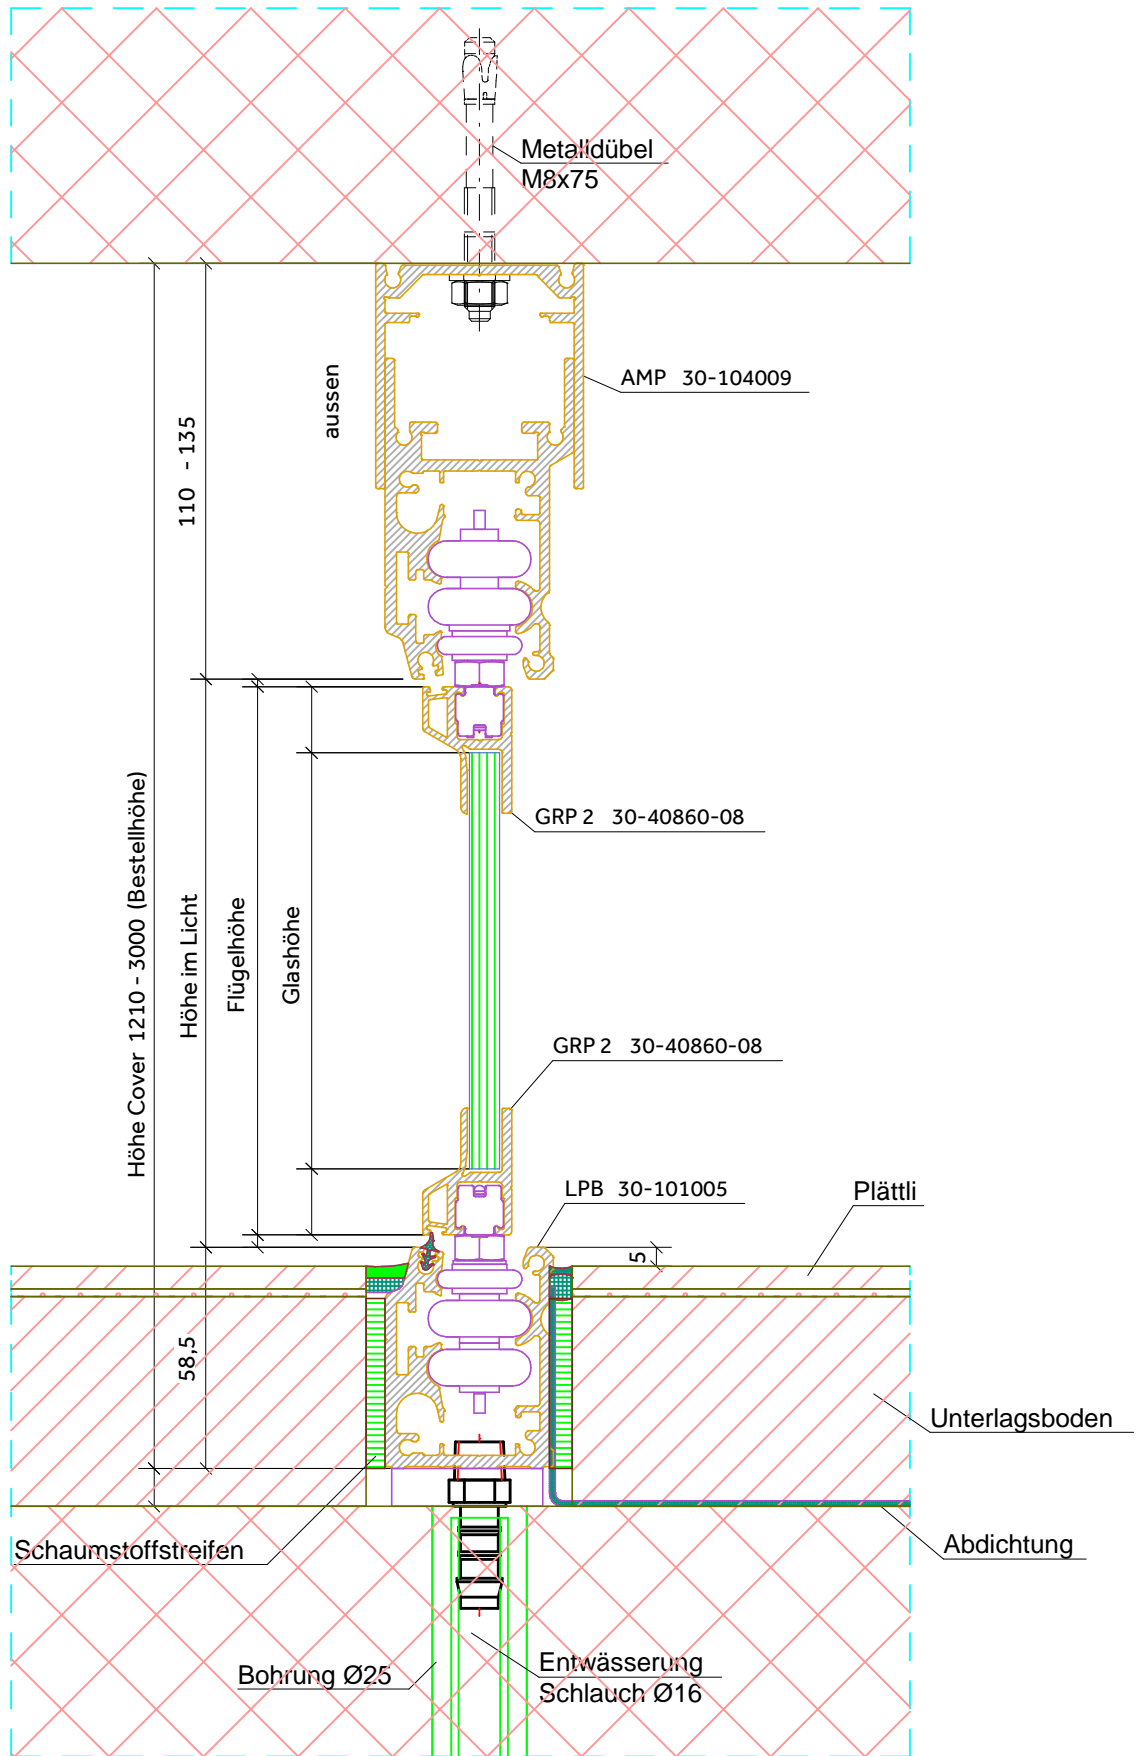 Metalldübel
M8x75
aussen
AMP 30-104009
110 - 135
GRP 2 30-40860-08
Höhe Cover 1210 - 3000 (Bestellhöhe)
Höhe im Licht
Flügelhöhe
Glashöhe
GRP 2 30-40860-08
LPB 30-101005
Plättli
5
58,5
Unterlagsboden
Schaumstoffstreifen
Abdichtung
Bohrung Ø25
Entwässerung
Schlauch Ø16